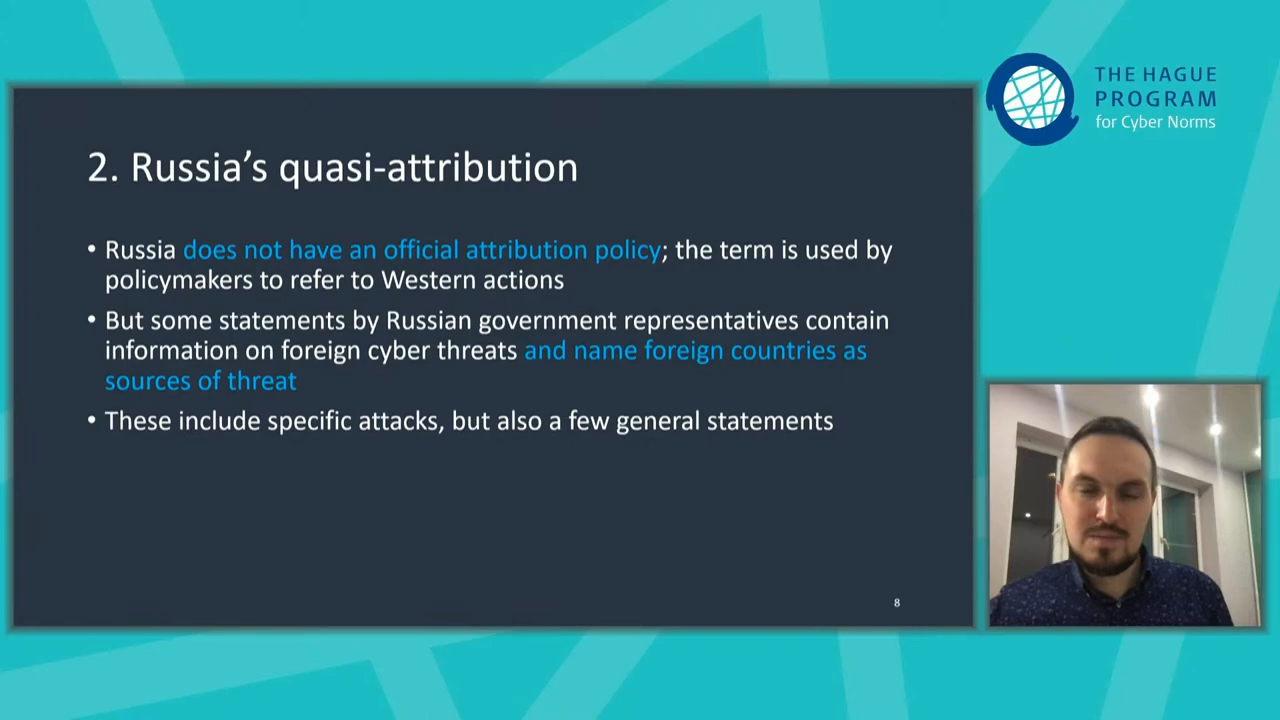 THE HAGUE
PROGRAM
for Cyber Norms
2. Russia’s quasi-attribution
• Russia does not have an official attribution policy; the term is used by
policymakers to refer to Western actions
• But some statements by Russian government representatives contain
information on foreign cyber threats and name foreign countries as
sources of threat
• These include specific attacks, but also a few general statements
8